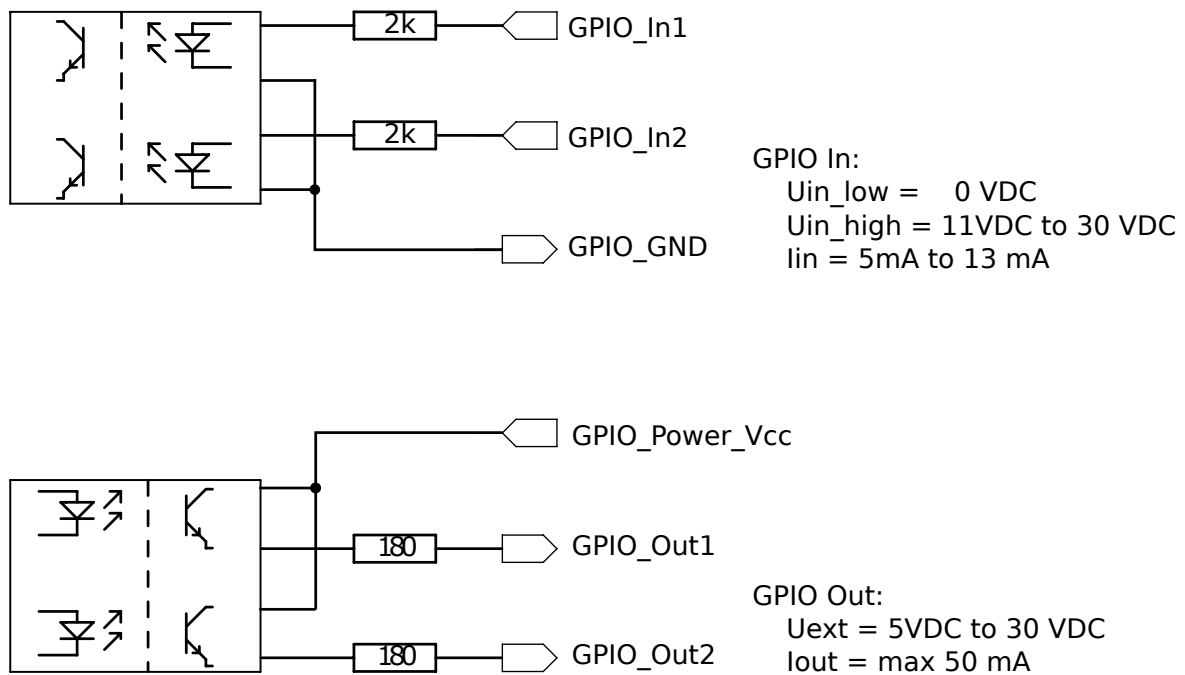 2k
GPIO_In1
2k
GPIO_In2
GPIO_GND
GPIO In:
Uin_low = 0 VDC
Uin_high = 11VDC to 30 VDC
Iin = 5mA to 13 mA
GPIO_Power_Vcc
180
GPIO_Out1
180
GPIO_Out2
GPIO Out:
Uext = 5VDC to 30 VDC
Iout = max 50 mA